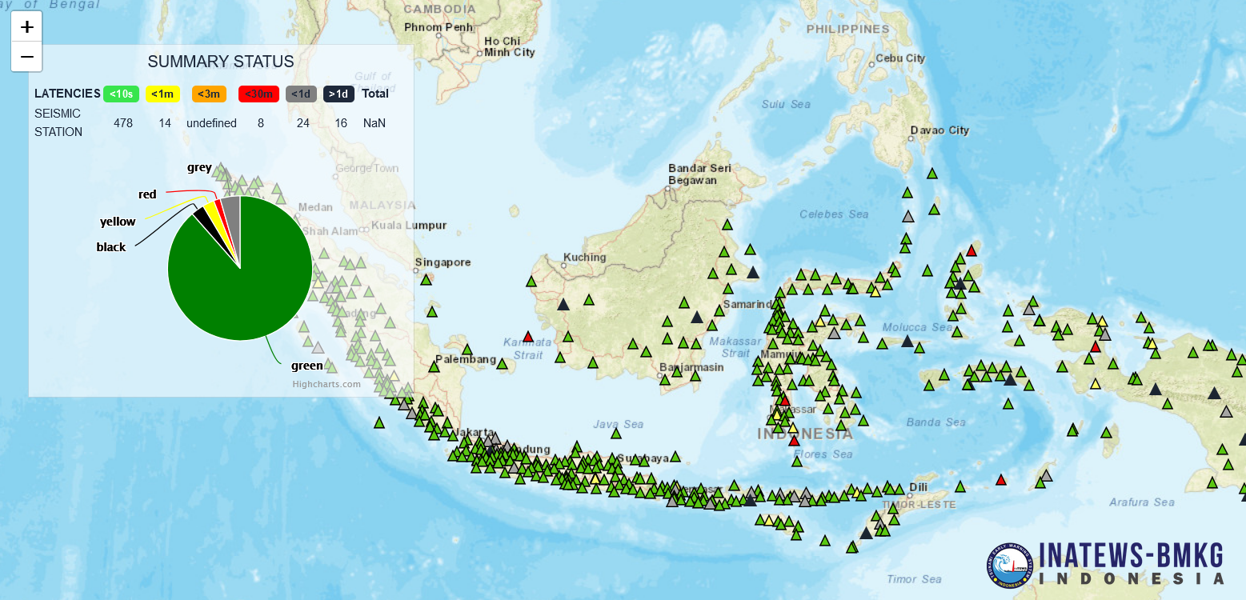 ay of Bengal
CAMBODIA
Phnom Penh
Ho Chi
Minh City
PHILIPPINES
Cebu City
+
−
SUMMARY STATUS
Gulf of
LATENCIES <10s <1m <3m <30m <1d >1d Total
SEISMIC
STATION
478 14 undefined 8 24 16 NaN
Sulu Sea
Davao City
grey
George Town
Bandar Seri
Begawan
red
Medan
MALAYSIA
yellow
Shah Alam
Kuala Lumpur
Celebes Sea
black
Singapore
Kuching
Samarind
Molucca Sea
Karimata
Strait
Makassar
Strait
Palembang
Mamuju
green
Banjarmasin
Highcharts.com
Makassar
Java Sea
Jakarta
INDONESIA
Banda Sea
ndung
Surabaya
Flores Sea
Dili
TIMOR-LESTE
Arafura Sea
Timor Sea
INATEWS-BMKG
INDONESIA